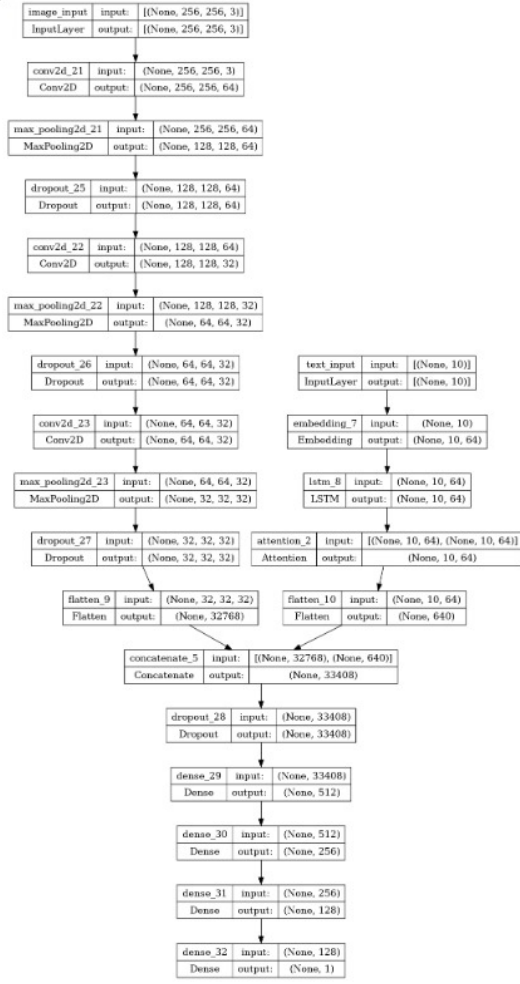 image_input input: [(None, 256, 256, 3)]
InputLayer output: [(None, 256, 256, 3)]
conv2d_21 input: (None, 256, 256, 3)
Conv2D output: (None, 256, 256, 64)
max_pooling2d_21 input: (None, 256, 256, 64)
MaxPooling2D output: (None, 128, 128, 64)
dropout_25 input: (None, 128, 128, 64)
Dropout output: (None, 128, 128, 64)
conv2d_22 input: (None, 128, 128, 64)
Conv2D output: (None, 128, 128, 32)
max_pooling2d_22 input: (None, 128, 128, 32)
MaxPooling2D output: (None, 64, 64, 32)
dropout_26 input: (None, 64, 64, 32)
Dropout output: (None, 64, 64, 32)
text_input input: [(None, 10)]
InputLayer output: [(None, 10)]
conv2d_23 input: (None, 64, 64, 32)
Conv2D output: (None, 64, 64, 32)
embedding_7 input: (None, 10)
Embedding output: (None, 10, 64)
max_pooling2d_23 input: (None, 64, 64, 32)
MaxPooling2D output: (None, 32, 32, 32)
lstm_8 input: (None, 10, 64)
LSTM output: (None, 10, 64)
dropout_27 input: (None, 32, 32, 32)
Dropout output: (None, 32, 32, 32)
attention_2 input: [(None, 10, 64), (None, 10, 64)]
Attention output: (None, 10, 64)
flatten_9 input: (None, 32, 32, 32)
Flatten output: (None, 32768)
flatten_10 input: (None, 10, 64)
Flatten output: (None, 640)
concatenate_5 input: [(None, 32768), (None, 640)]
Concatenate output: (None, 33408)
dropout_28 input: (None, 33408)
Dropout output: (None, 33408)
dense_29 input: (None, 33408)
Dense output: (None, 512)
dense_30 input: (None, 512)
Dense output: (None, 256)
dense_31 input: (None, 256)
Dense output: (None, 128)
dense_32 input: (None, 128)
Dense output: (None, 1)